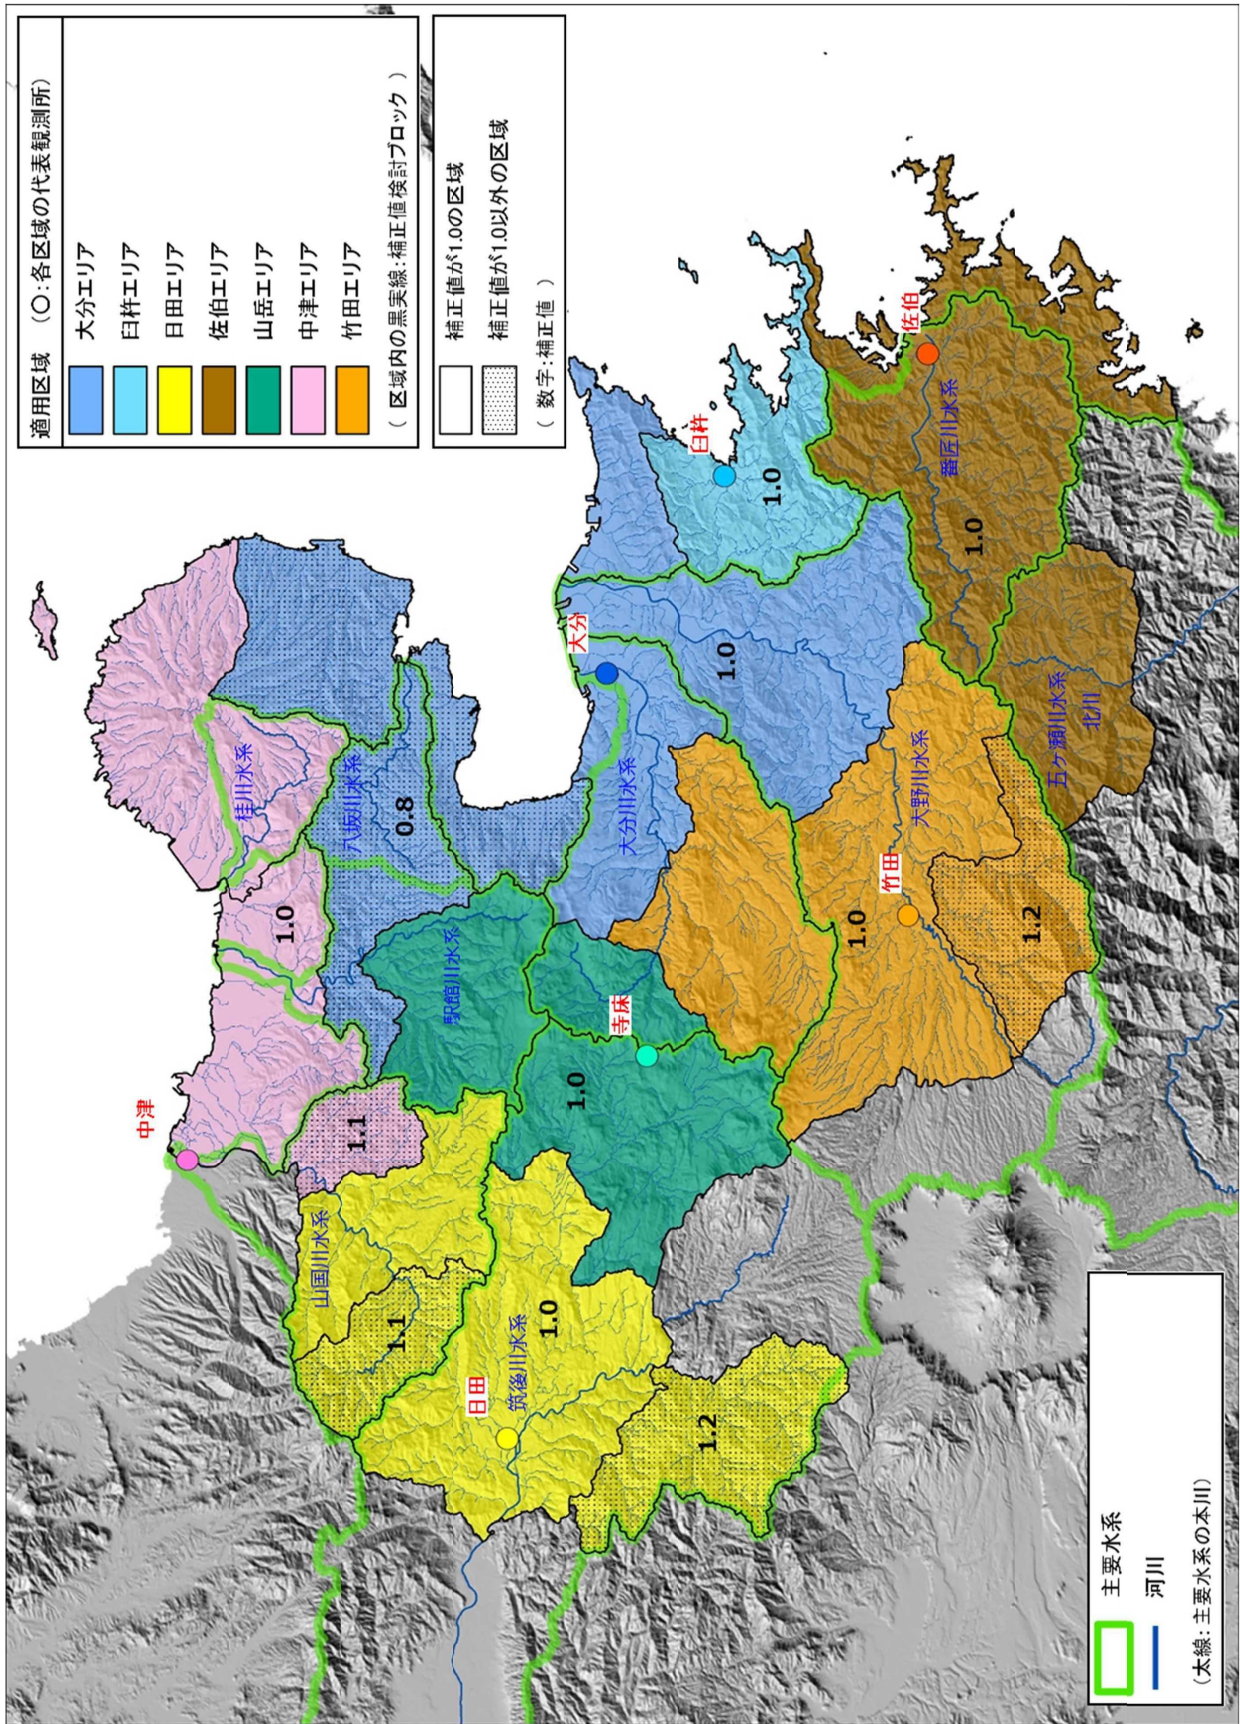 適用区域　（○：各区域の代表観測所）
大分エリア
臼杵エリア
日田エリア
佐伯エリア
山岳エリア
中津エリア
竹田エリア
（ 区域内の黒実線：補正値検討ブロック ）
補正値が1.0の区域
補正値が1.0以外の区域
（ 数字：補正値 ）
中津
桂川水系
1.0
八坂川水系
0.8
1.1
駅館川水系
山国川水系
1.1
大分
日田
筑後川水系
1.0
1.0
寺床
大分川水系
1.0
臼杵
1.0
1.2
1.0
竹田
大野川水系
佐伯
番匠川水系
1.0
1.2
五ヶ瀬川水系
北川
主要水系
河川
（太線：主要水系の本川）